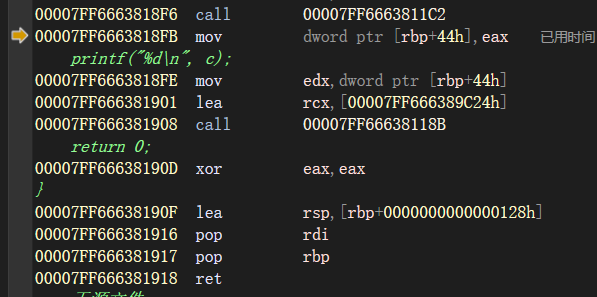 00007FF6663818F6 call 00007FF6663811C2
00007FF6663818FB mov dword ptr [rbp+44h],eax 已用时间
printf("%d\n", c);
00007FF6663818FE mov edx,dword ptr [rbp+44h]
00007FF666381901 lea rcx,[00007FF666389C24h]
00007FF666381908 call 00007FF66638118B
return 0;
00007FF66638190D xor eax,eax
}
00007FF66638190F lea rsp,[rbp+0000000000000128h]
00007FF666381916 pop rdi
00007FF666381917 pop rbp
00007FF666381918 ret